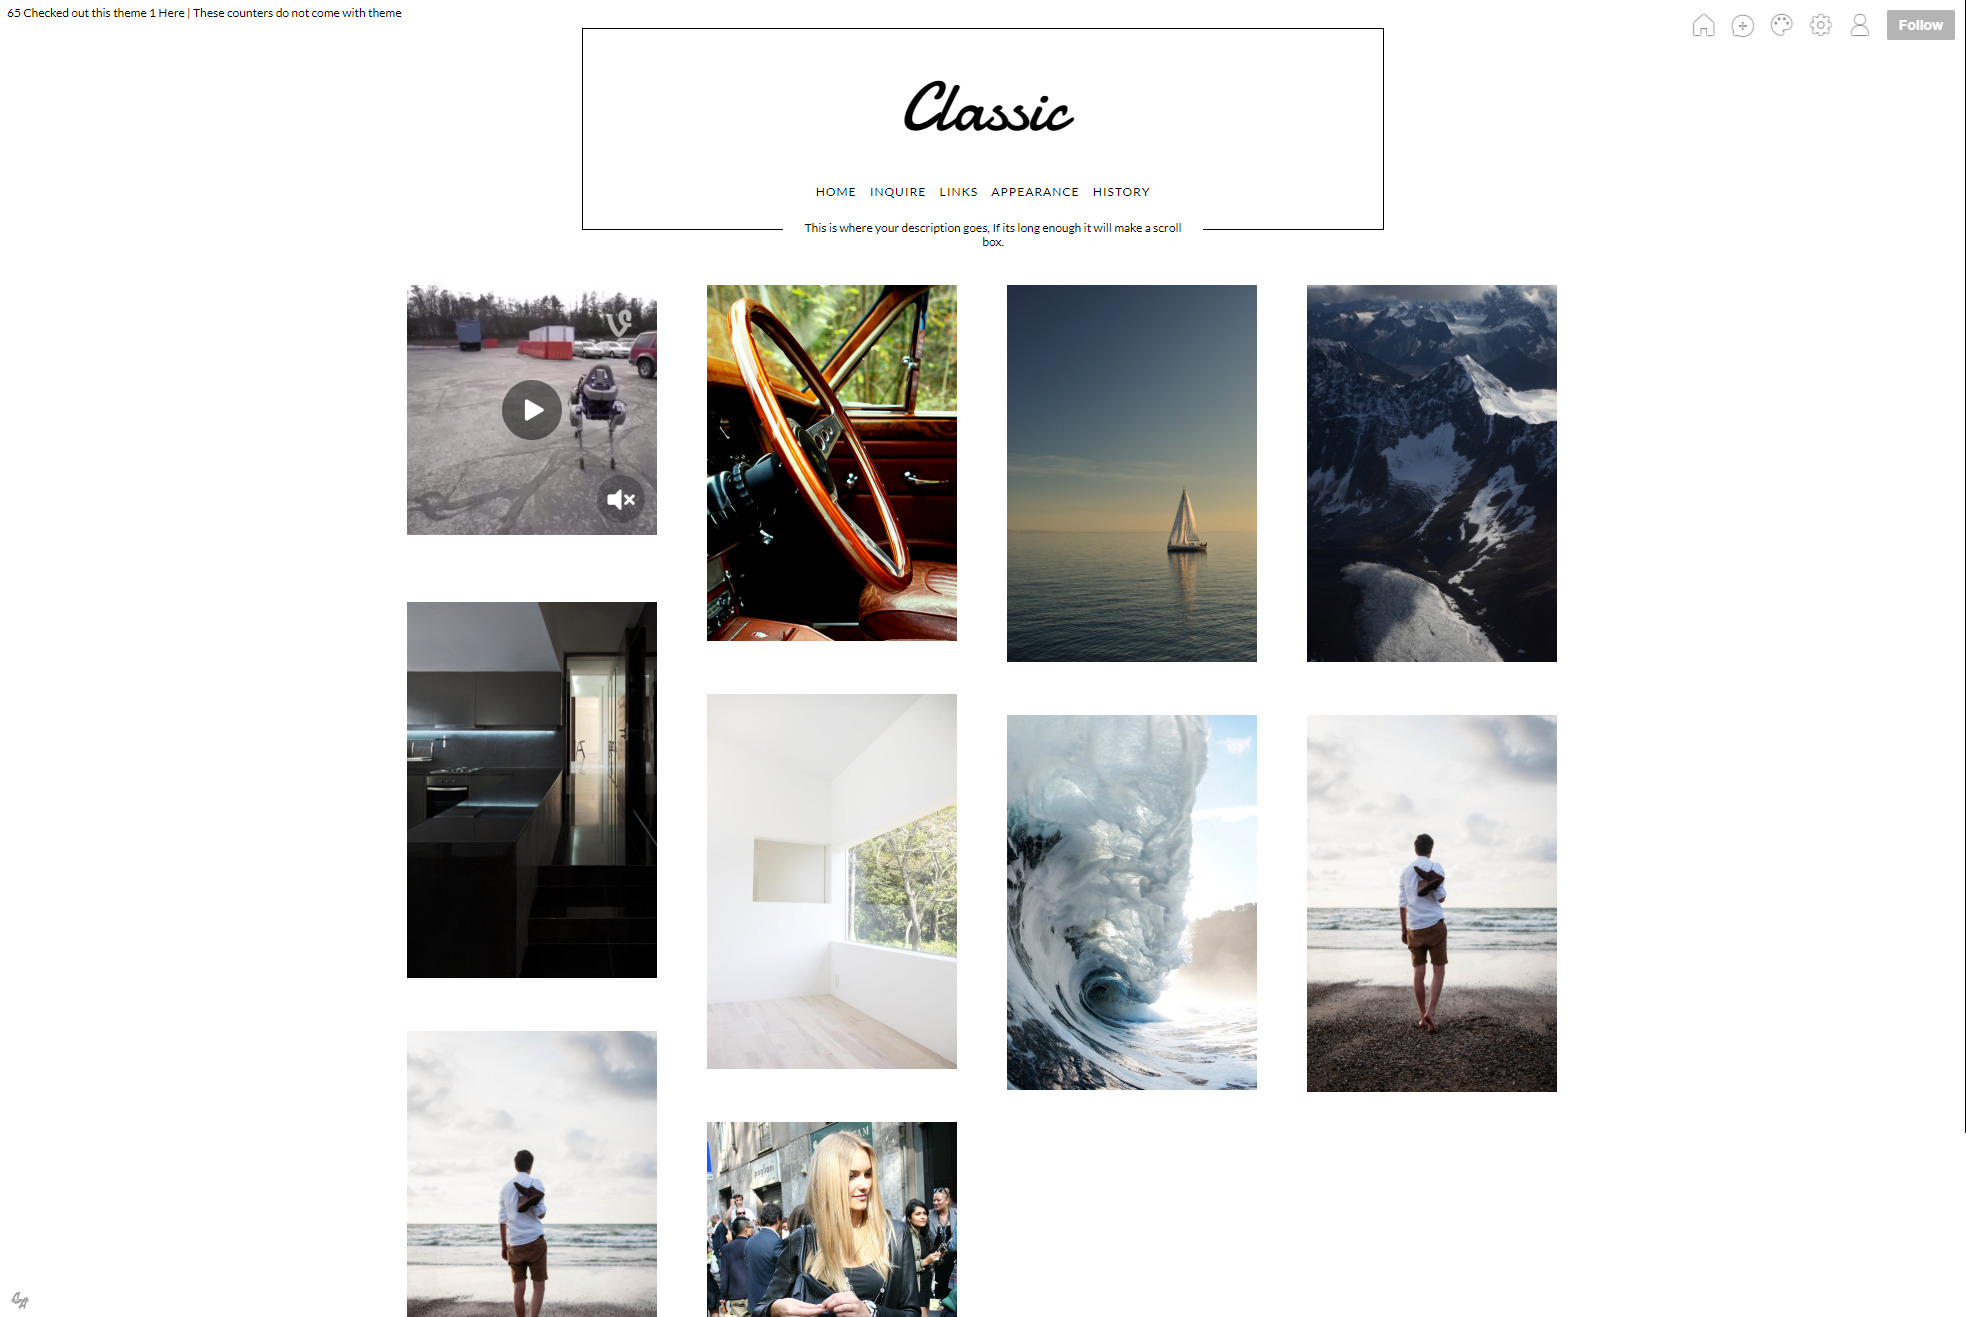 65 Checked out this theme 1 Here | These counters do not come with theme
Follow
Classic
HOME INQUIRE LINKS APPEARANCE HISTORY
This is where your description goes, If its long enough it will make a scroll
box.